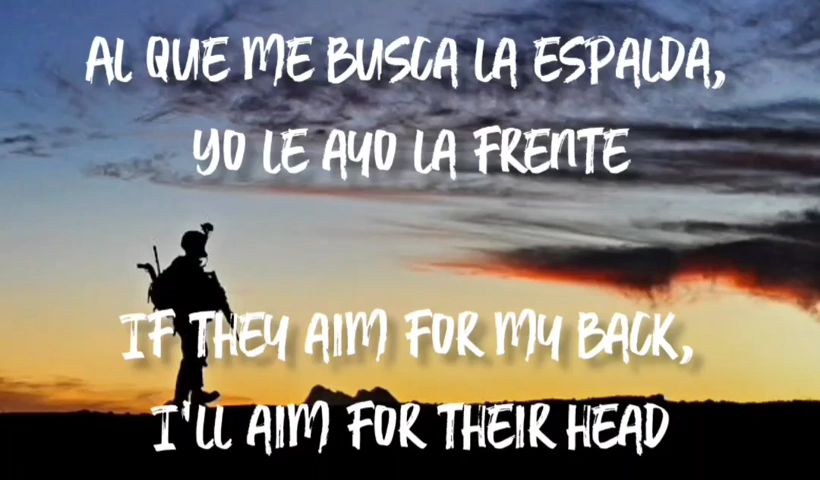 AL QUE ME BUSCA LA ESPALDA,
YO LE AYO LA FRENTE
IF THEY AIM FOR MY BACK,
I'LL AIM FOR THEIR HEAD